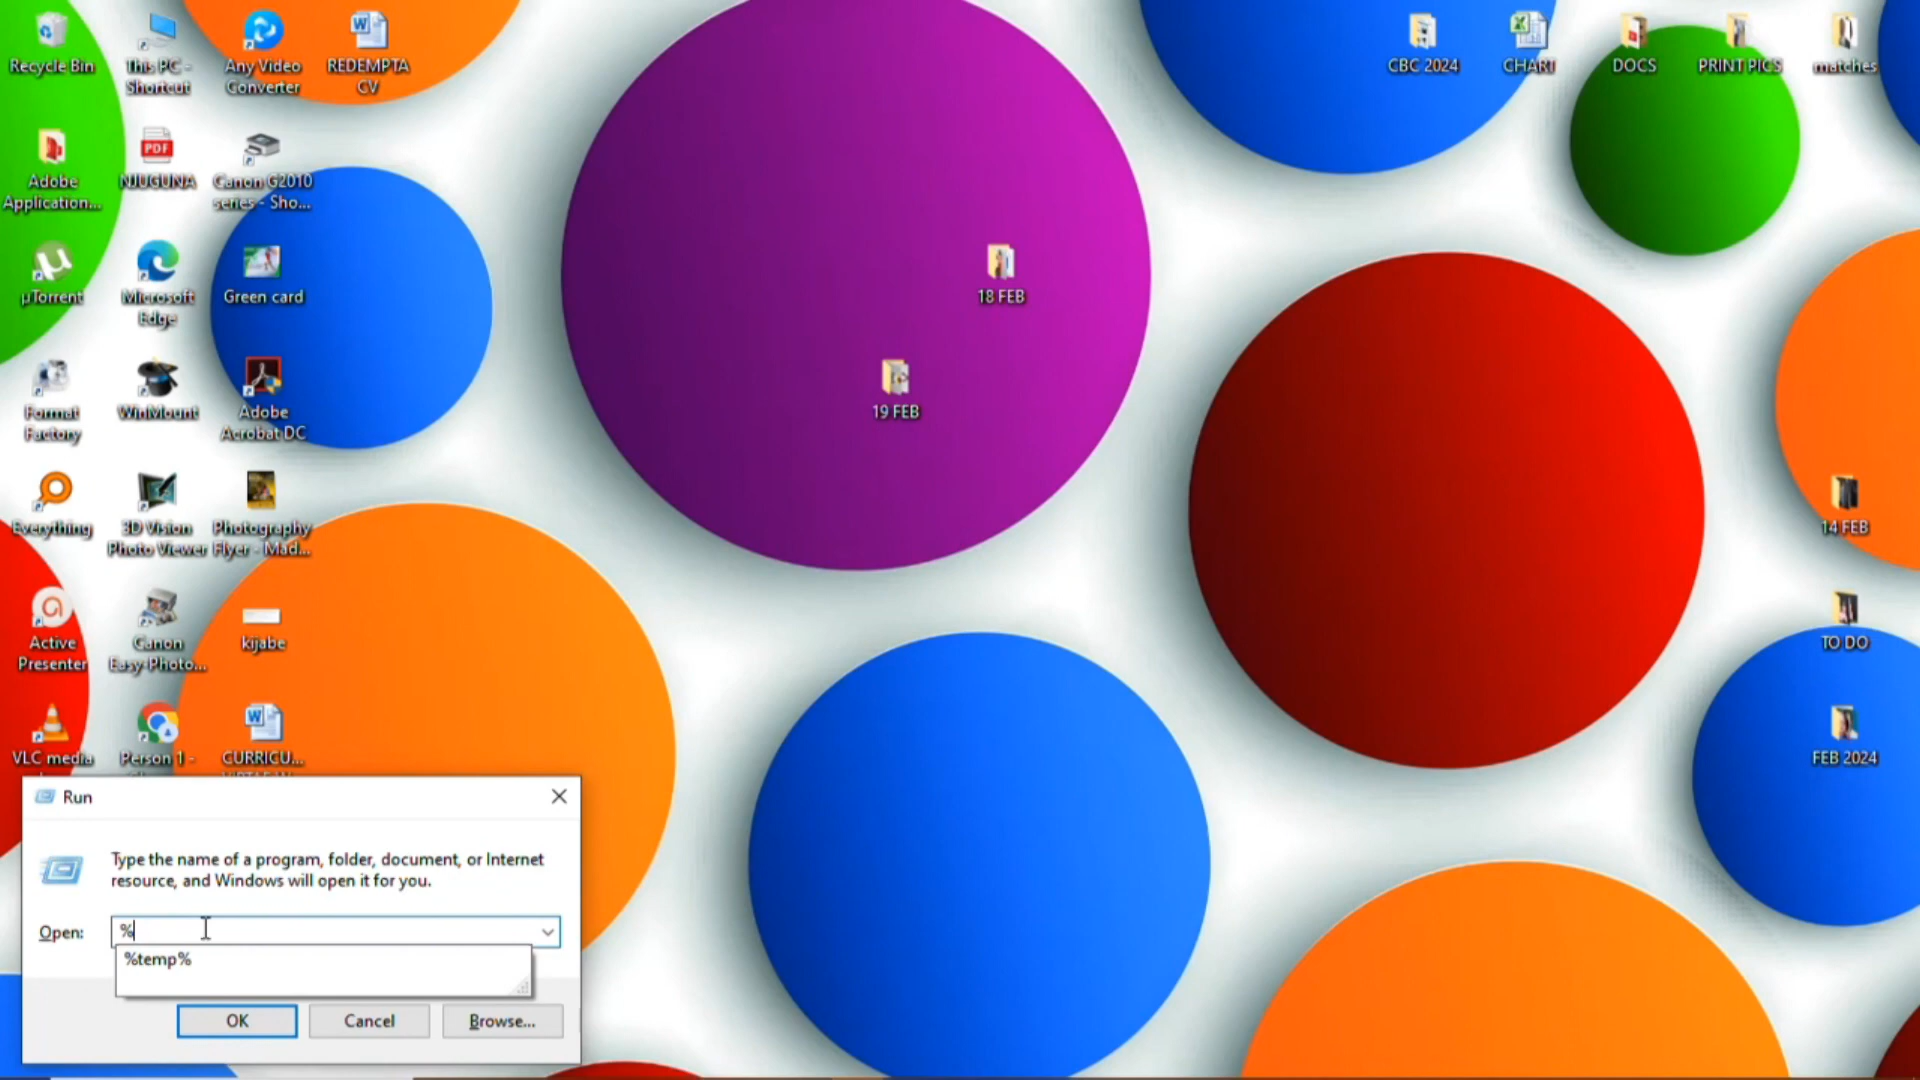 Recycle Bin
This PC -
Shortcut
Any Video
Converter
REDEMPTA
CV
CBC 2024
CHART
DOCS
PRINT PICS
matches
Adobe
Application...
PDF
NJUGUNA
Canon G2010
series - Sho...
µTorrent
Microsoft
Edge
Green card
18 FEB
Format
Factory
WinMount
Adobe
Acrobat DC
19 FEB
Everything
3D Vision
Photo Viewer
Photography
Flyer - Mad...
14 FEB
Active
Presenter
Canon
Easy-Photo...
kijabe
TO DO
VLC media
Person 1 -
CURRICU...
FEB 2024
Run
Type the name of a program, folder, document, or Internet
resource, and Windows will open it for you.
Open:
%
%temp%
OK
Cancel
Browse...